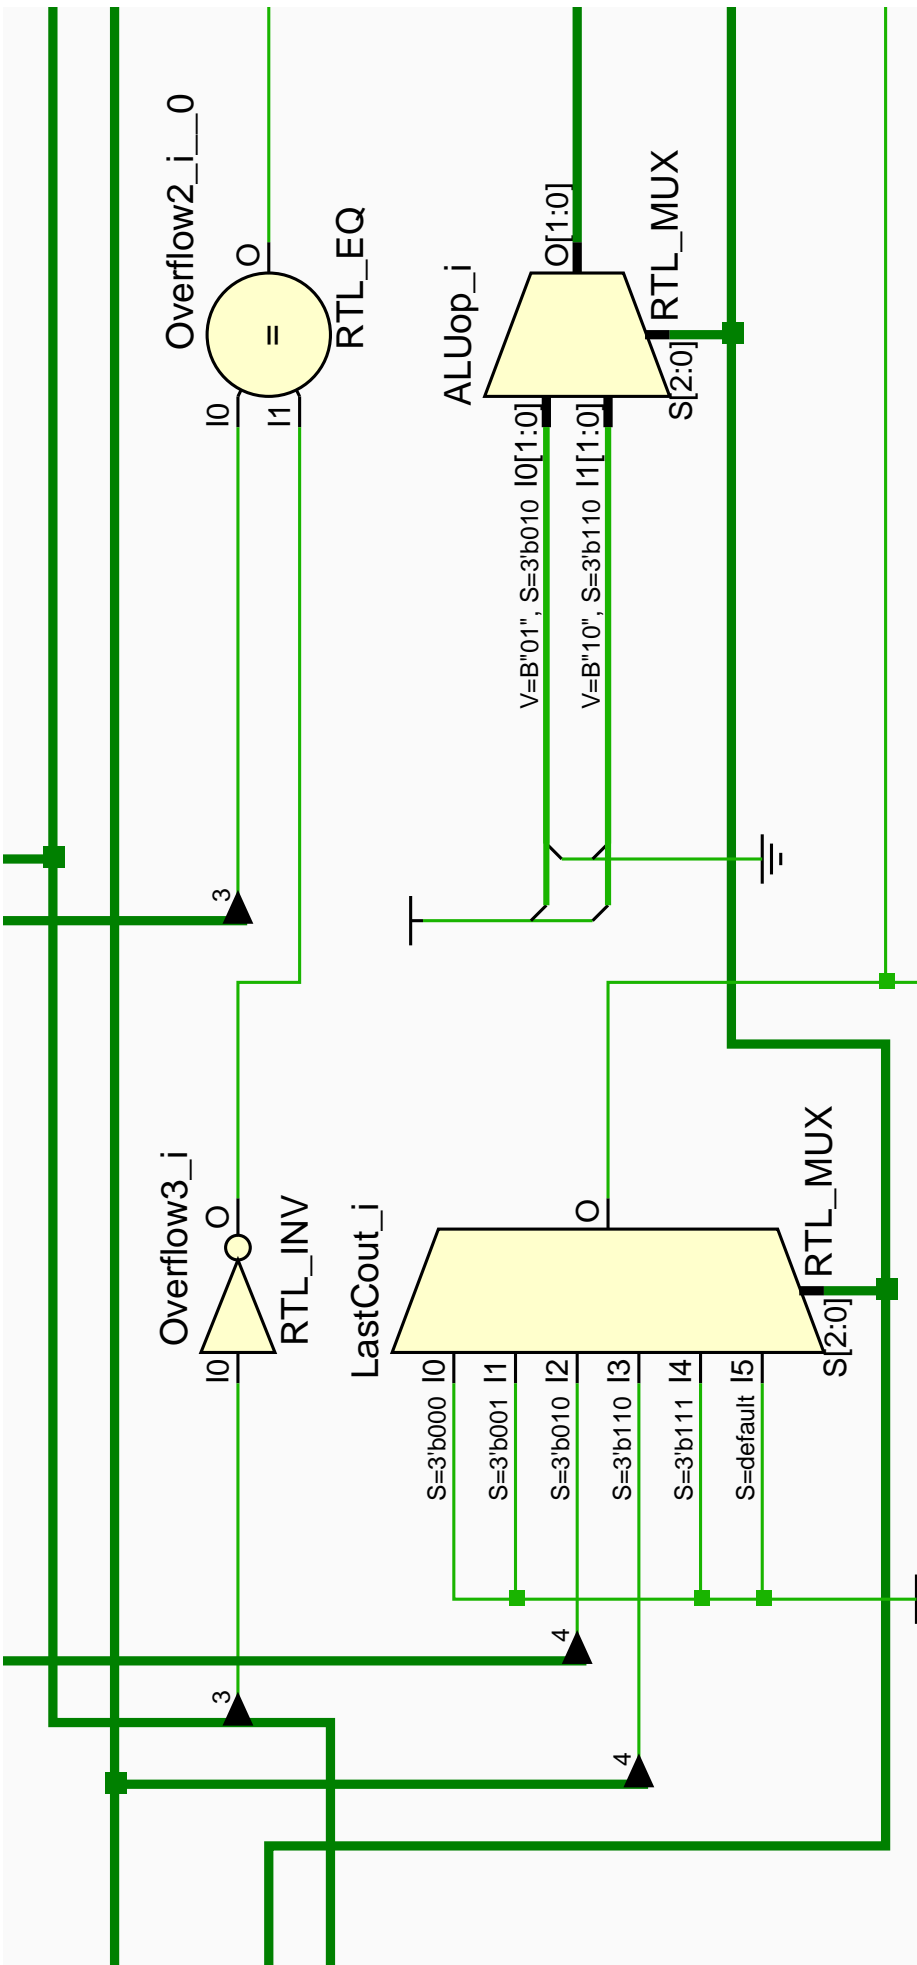 Overflow2_i__0
O
=
I0
I1
RTL_EQ
3
Overflow3_i
O
I0
RTL_INV
3
ALUop_i
O[1:0]
RTL_MUX
S[2:0]
V=B"01", S=3'b010 I0[1:0]
V=B"10", S=3'b110 I1[1:0]
LastCout_i
O
RTL_MUX
S[2:0]
S=3'b000 I0
S=3'b001 I1
S=3'b010 I2
S=3'b110 I3
S=3'b111 I4
S=default I5
4
4